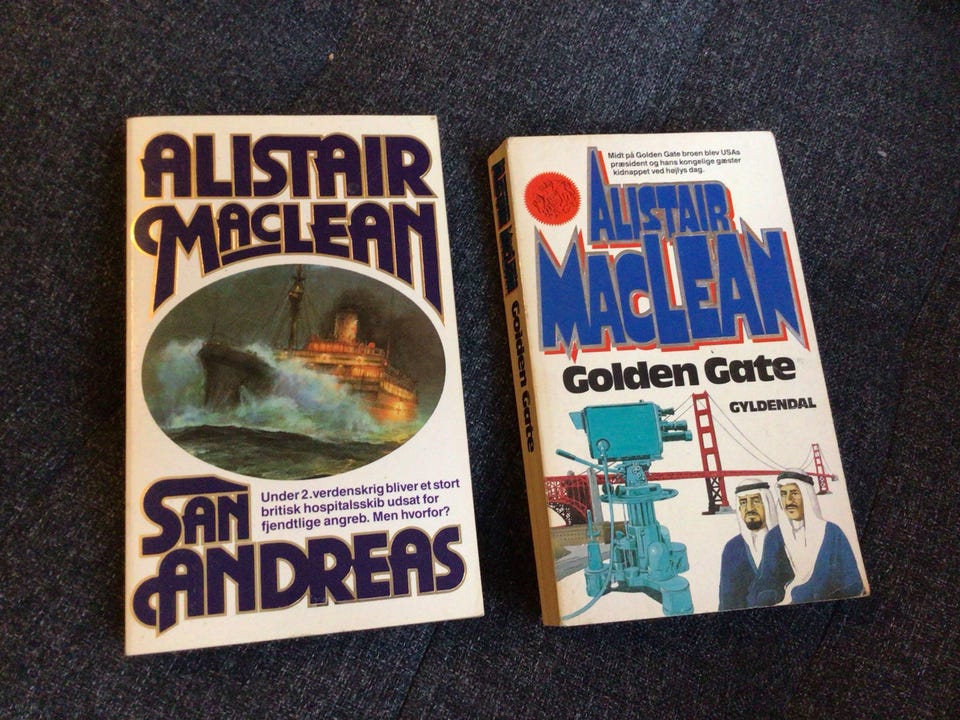 ALISTAIR
MACLEAN
SAN
ANDREAS
Under 2.verdenskrig bliver et stort
britisk hospitalsskib udsat for
fjendtlige angreb. Men hvorfor?
Midt på Golden Gate broen blev USAs
præsident og hans kongelige gæster
kidnappet ved højlys dag.
ALISTAIR
MACLEAN
Golden Gate
GYLDENDAL
Golden Gate